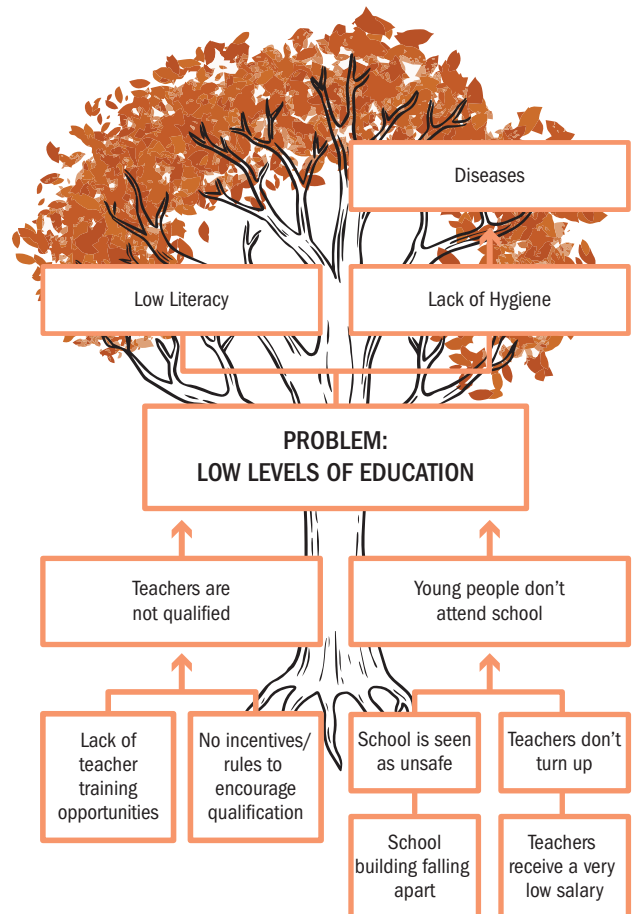 Diseases
Low Literacy
Lack of Hygiene
PROBLEM:
LOW LEVELS OF EDUCATION
Teachers are
not qualified
Young people don’t
attend school
Lack of
teacher
training
opportunities
No incentives/
rules to
encourage
qualification
School is seen
as unsafe
Teachers don’t
turn up
School
building falling
apart
Teachers
receive a very
low salary